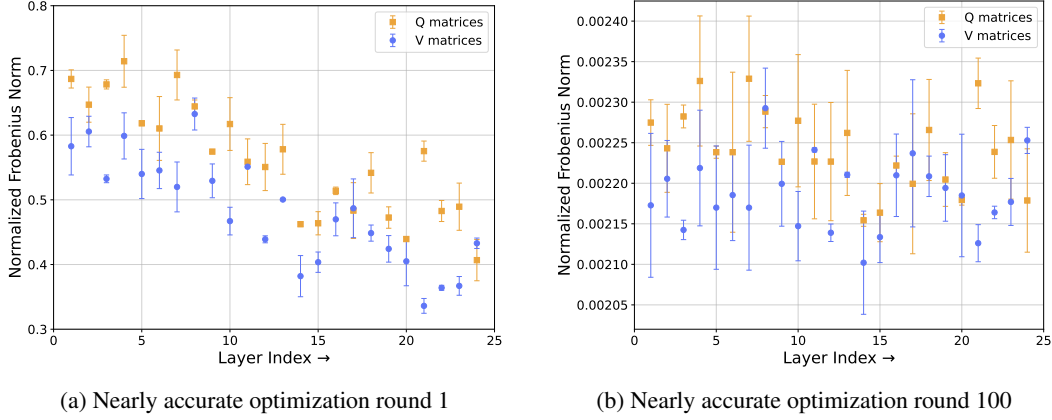 0.8
0.7
0.6
0.5
0.4
0.3
0
5
10
15
20
25
Normalized Frobenius Norm
Layer Index →
Q matrices
V matrices
(a) Nearly accurate optimization round 1
0.00240
0.00235
0.00230
0.00225
0.00220
0.00215
0.00210
0.00205
0
5
10
15
20
25
Normalized Frobenius Norm
Layer Index →
Q matrices
V matrices
(b) Nearly accurate optimization round 100